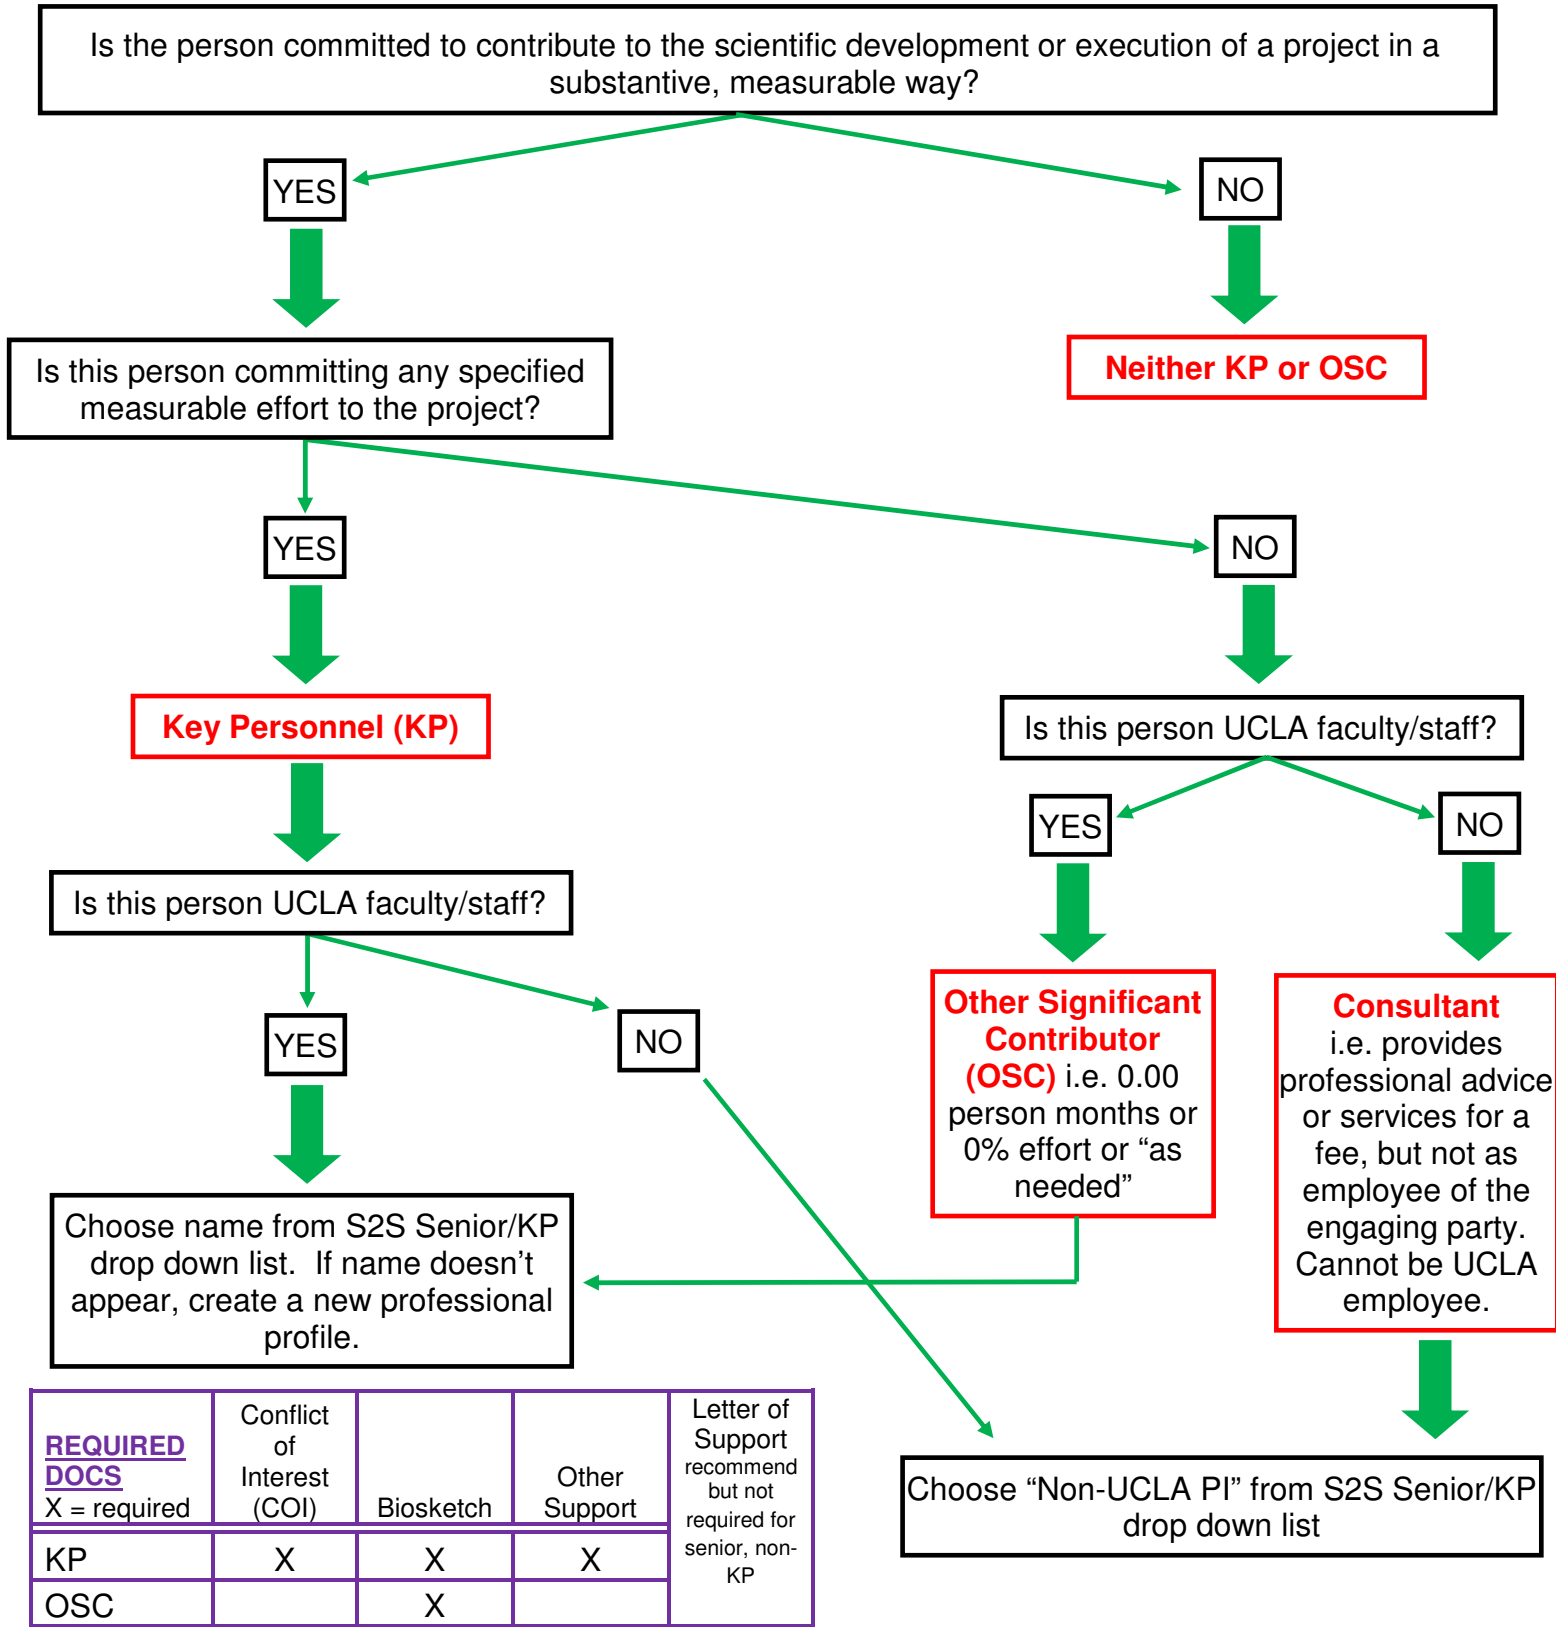 Is the person committed to contribute to the scientific development or execution of a project in a
substantive, measurable way?
YES
NO
Is this person committing any specified
measurable effort to the project?
Neither KP or OSC
YES
NO
Key Personnel (KP)
Is this person UCLA faculty/staff?
YES
NO
Is this person UCLA faculty/staff?
YES
NO
Other Significant
Contributor
(OSC) i.e. 0.00
person months or
0% effort or “as
needed”
Consultant
i.e. provides
professional advice
or services for a
fee, but not as
employee of the
engaging party.
Cannot be UCLA
employee.
Choose name from S2S Senior/KP
drop down list.  If name doesn’t
appear, create a new professional
profile.
Choose “Non-UCLA PI” from S2S Senior/KP
drop down list
REQUIRED
DOCS
X = required
Conflict
of
Interest
(COI)
Biosketch
Other
Support
Letter of
Support
recommend
but not
required for
senior, non-
KP
KP X X X
OSC X